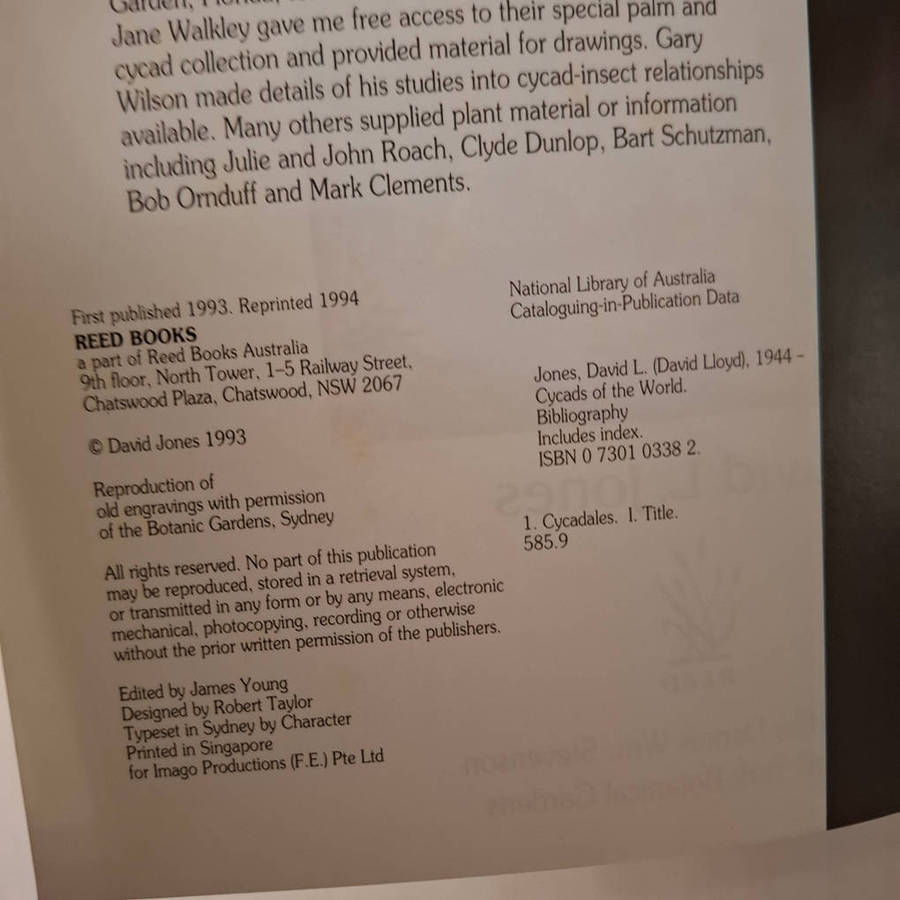 Garden,
Jane Walkley gave me free access to their special palm and
cycad collection and provided material for drawings. Gary
Wilson made details of his studies into cycad-insect relationships
available. Many others supplied plant material or information
including Julie and John Roach, Clyde Dunlop, Bart Schutzman,
Bob Ornduff and Mark Clements.
First published 1993. Reprinted 1994
REED BOOKS
a part of Reed Books Australia
9th floor, North Tower, 1–5 Railway Street,
Chatswood Plaza, Chatswood, NSW 2067
© David Jones 1993
Reproduction of
old engravings with permission
of the Botanic Gardens, Sydney
All rights reserved. No part of this publication
may be reproduced, stored in a retrieval system,
or transmitted in any form or by any means, electronic
mechanical, photocopying, recording or otherwise
without the prior written permission of the publishers.
Edited by James Young
Designed by Robert Taylor
Typeset in Sydney by Character
Printed in Singapore
for Imago Productions (F.E.) Pte Ltd
National Library of Australia
Cataloguing-in-Publication Data
Jones, David L. (David Lloyd), 1944 –
Cycads of the World.
Bibliography
Includes index.
ISBN 0 7301 0338 2.
1. Cycadales. I. Title.
585.9